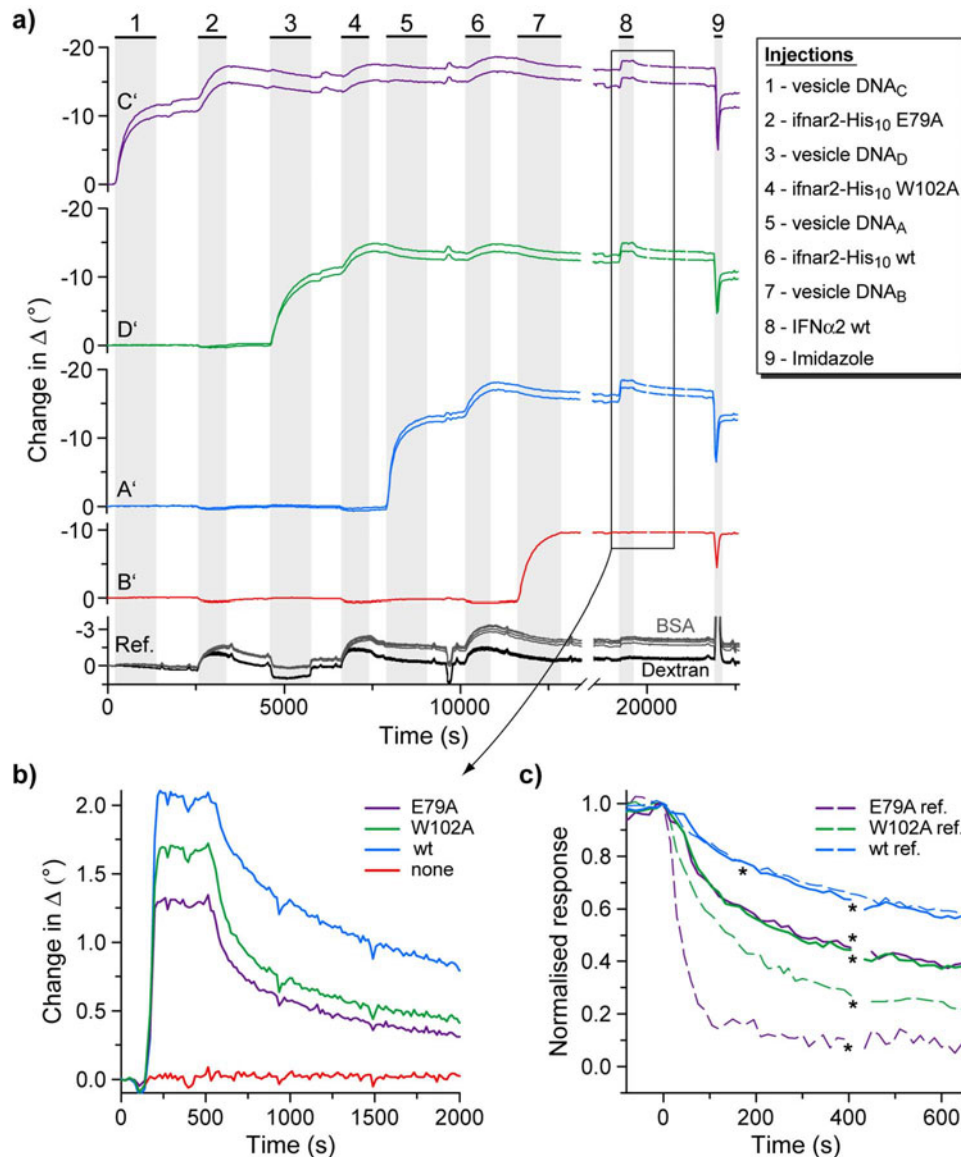 a)
1 2 3 4 5 6 7 8 9
-20
-10
0
C'
-20
-10
0
D'
-20
-10
0
A'
-10
0
B'
-3
0
Ref.
BSA
Dextran
Change in Δ (°)
0 5000 10000 20000
Time (s)
Injections
1 - vesicle DNA_C
2 - ifnar2-His₁₀ E79A
3 - vesicle DNA_D
4 - ifnar2-His₁₀ W102A
5 - vesicle DNA_A
6 - ifnar2-His₁₀ wt
7 - vesicle DNA_B
8 - IFNα2 wt
9 - Imidazole
b)
2.0
1.5
1.0
0.5
0.0
Change in Δ (°)
E79A
W102A
wt
none
0 500 1000 1500 2000
Time (s)
c)
1.0
0.8
0.6
0.4
0.2
0.0
Normalised response
E79A ref.
W102A ref.
wt ref.
*
*
*
*
*
*
0 200 400 600
Time (s)